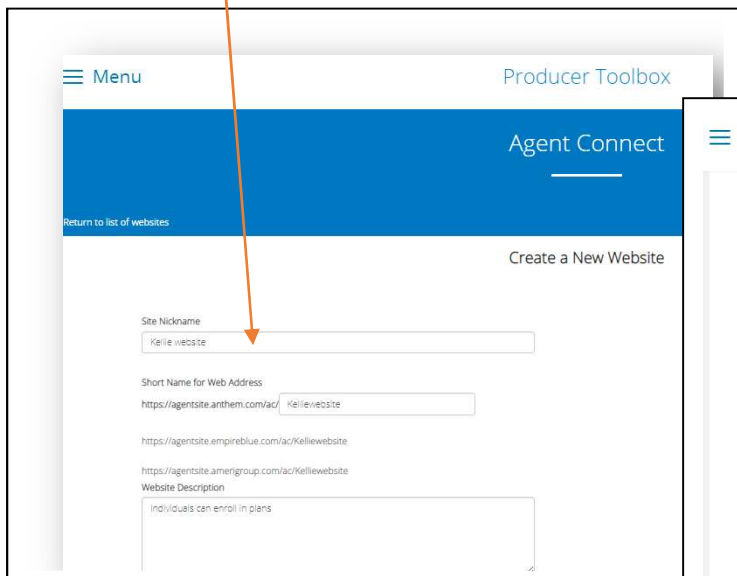 Menu
Producer Toolbox
Agent Connect
Return to list of websites
Create a New Website
Site Nickname
Kellie website
Short Name for Web Address
https://agentsite.anthem.com/ac/ Kelliewebsite
https://agentsite.empireblue.com/ac/Kelliewebsite
https://agentsite.amerigroup.com/ac/Kelliewebsite
Website Description
Individuals can enroll in plans